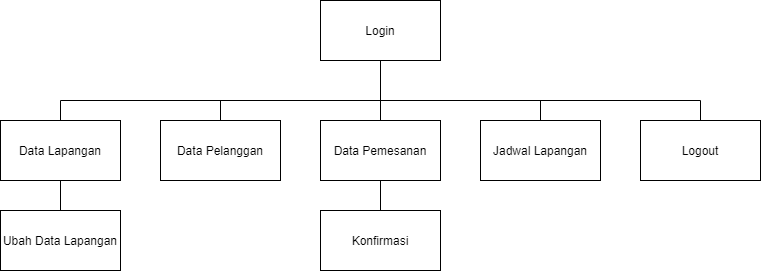 Login
Data Lapangan
Data Pelanggan
Data Pemesanan
Jadwal Lapangan
Logout
Ubah Data Lapangan
Konfirmasi